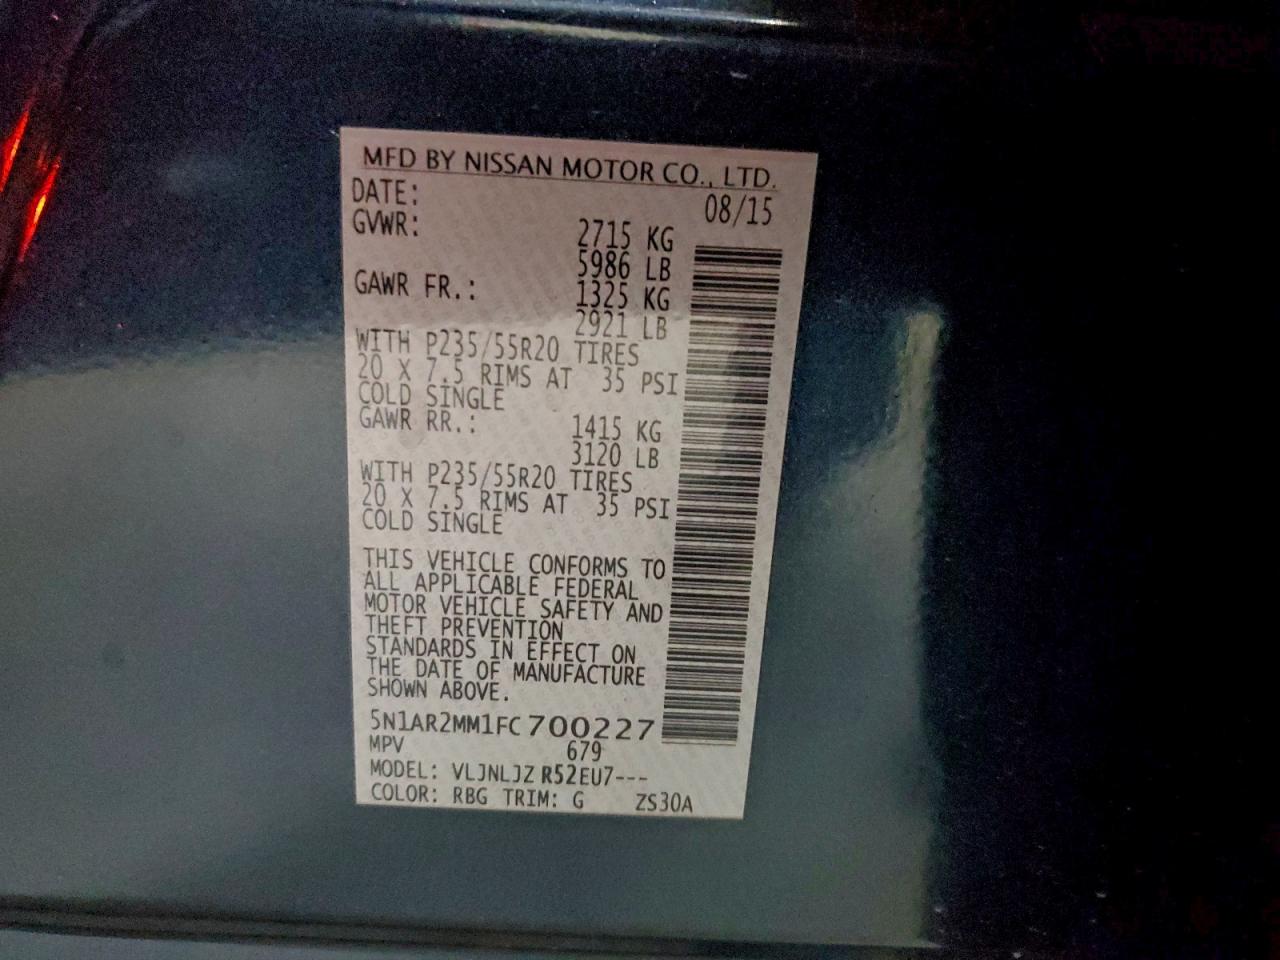 MFD BY NISSAN MOTOR CO., LTD.
DATE: 08/15
GVWR: 2715 KG
5986 LB
GAWR FR.: 1325 KG
2921 LB
WITH P235/55R20 TIRES
20 X 7.5 RIMS AT 35 PSI
COLD SINGLE
GAWR RR.: 1415 KG
3120 LB
WITH P235/55R20 TIRES
20 X 7.5 RIMS AT 35 PSI
COLD SINGLE
THIS VEHICLE CONFORMS TO
ALL APPLICABLE FEDERAL
MOTOR VEHICLE SAFETY AND
THEFT PREVENTION
STANDARDS IN EFFECT ON
THE DATE OF MANUFACTURE
SHOWN ABOVE.
5N1AR2MM1FC700227
MPV 679
MODEL: VLJNLJZ R52EU7---
COLOR: RBG TRIM: G ZS30A